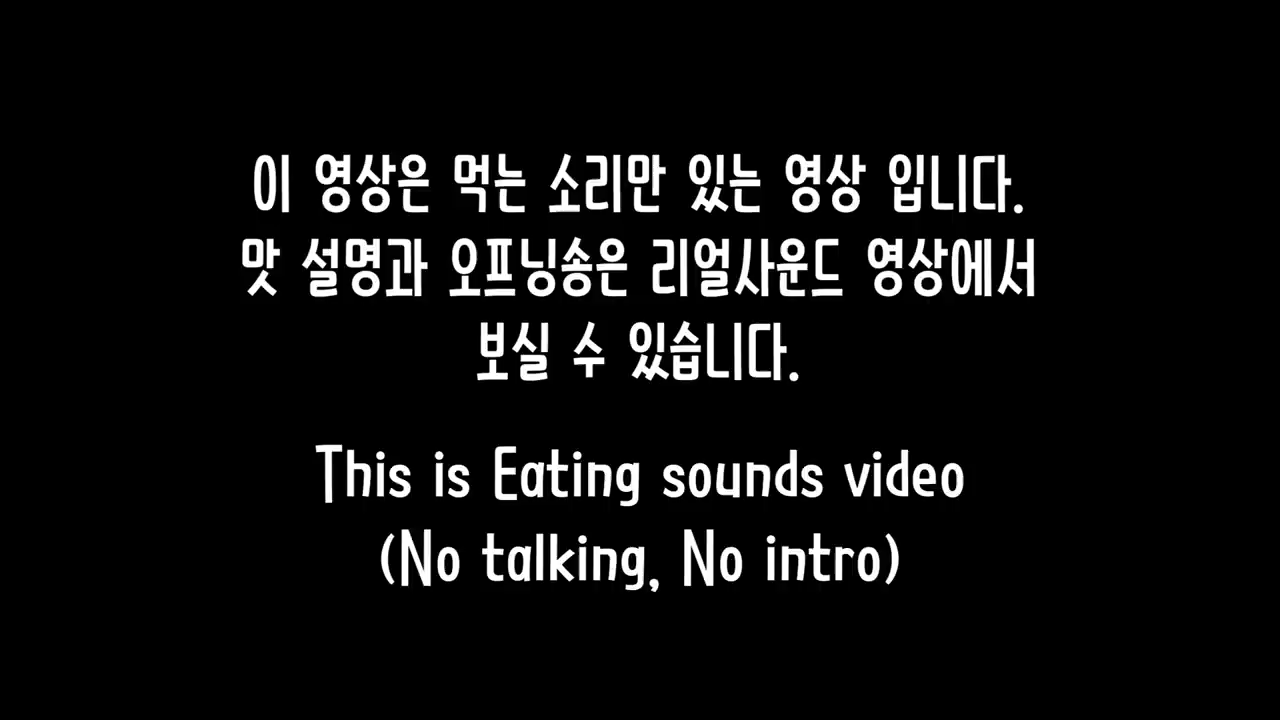 이 영상은 먹는 소리만 있는 영상 입니다.
맛 설명과 오프닝송은 리얼사운드 영상에서
보실 수 있습니다.
This is Eating sounds video
(No talking, No intro)